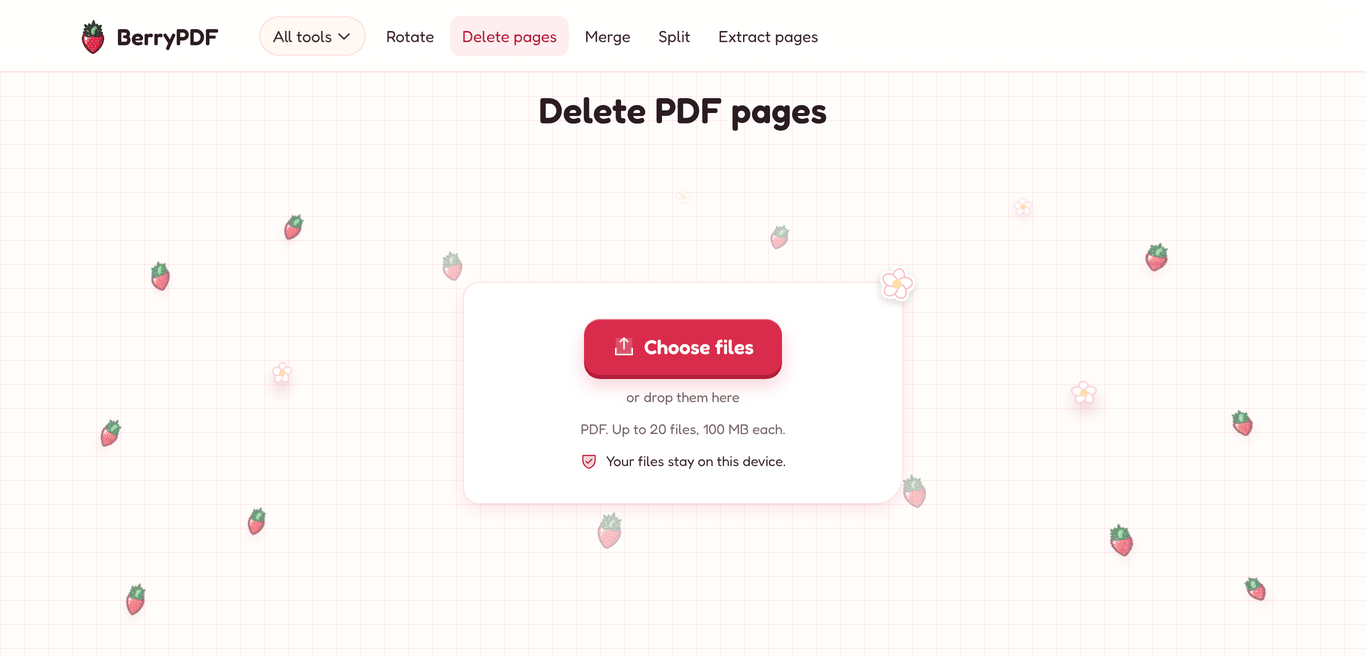 BerryPDF
All tools
Rotate
Delete pages
Merge
Split
Extract pages
Delete PDF pages
Choose files
or drop them here
PDF. Up to 20 files, 100 MB each.
Your files stay on this device.